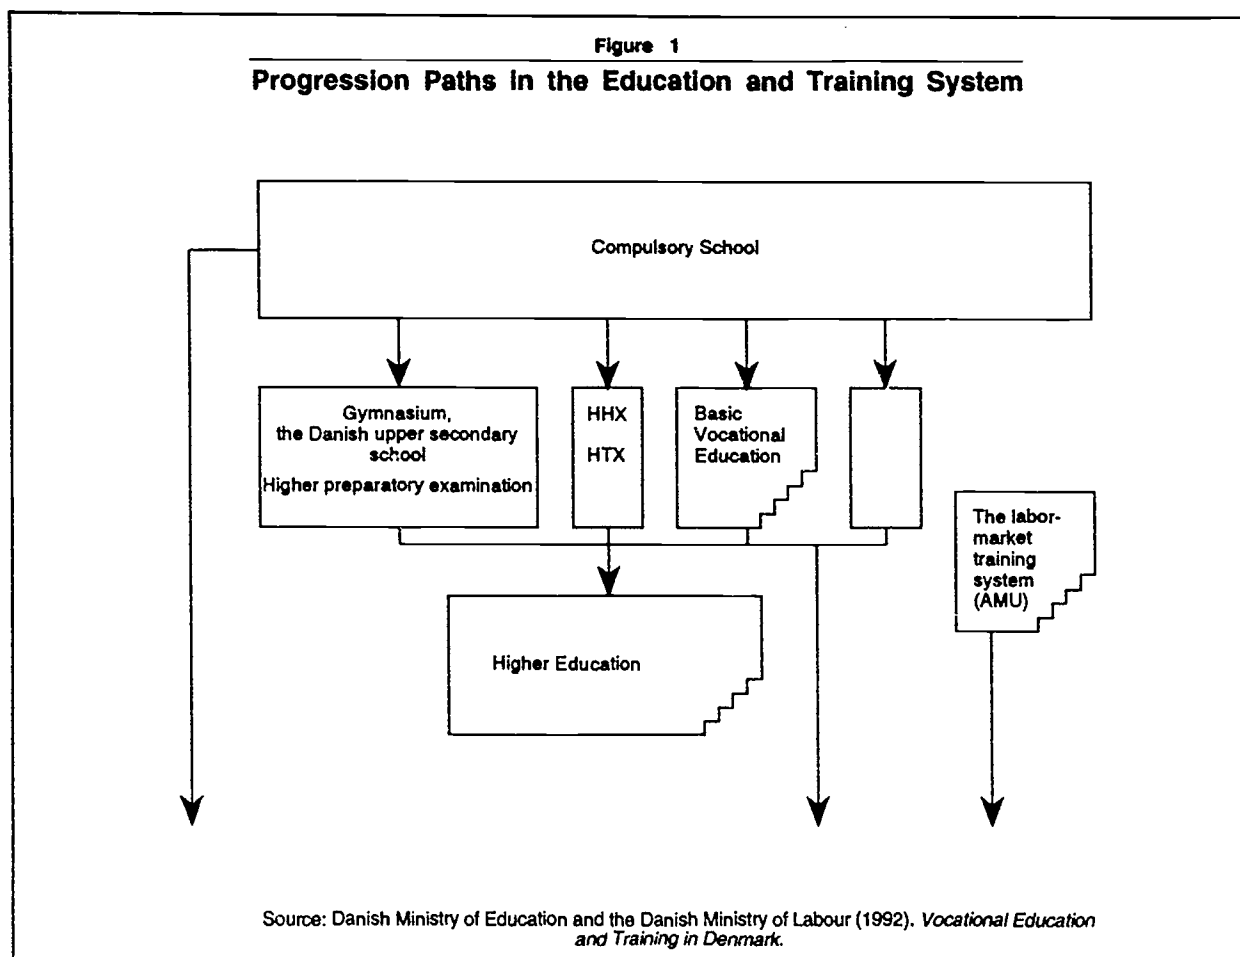 Figure 1
Progression Paths in the Education and Training System
Compulsory School
Gymnasium,
the Danish upper secondary
school
Higher preparatory examination
HHX
HTX
Basic
Vocational
Education
The labor-
market
training
system
(AMU)
Higher Education
Source: Danish Ministry of Education and the Danish Ministry of Labour (1992). Vocational Education
and Training in Denmark.